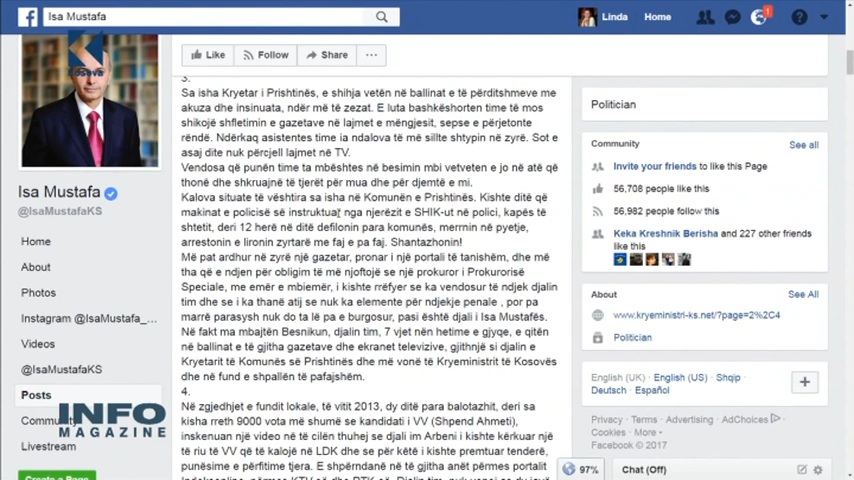 Isa Mustafa
Linda
Home
1
Like
Follow
Share
...
Kosova
Isa Mustafa
@IsaMustafaKS
Home
About
Photos
Instagram @IsaMustafa_...
Videos
@IsaMustafaKS
Posts
Community
Livestream
Create a Page
INFO
MAGAZINE
3.
Sa isha Kryetar i Prishtinës, e shihja vetën në ballinat e të përditshmeve me
akuza dhe insinuata, ndër më të zezat. E luta bashkëshorten time të mos
shikojë shfletimin e gazetave në lajmet e mëngjesit, sepse e përjetonte
rëndë. Ndërkaq asistentes time ia ndalova të më sillte shtypin në zyrë. Sot e
asaj dite nuk përcjell lajmet në TV.
Vendosa që punën time ta mbështes në besimin mbi vetveten e jo në atë që
thonë dhe shkruajnë të tjerët për mua dhe për djemtë e mi.
Kalova situata të vështira sa isha në Komunën e Prishtinës. Kishte ditë që
makinat e policisë së instruktuar nga njerëzit e SHIK-ut në polici, kapës të
shtetit, deri 12 herë në ditë defilonin para komunës, merrnin në pyetje,
arrestonin e lironin zyrtarë me faj e pa faj. Shantazhonin!
Më pat ardhur në zyrë një gazetar, pronar i një portali të tanishëm, dhe më
tha që e ndjen për obligim të më njoftojë se një prokuror i Prokurorisë
Speciale, me emër e mbiemër, i kishte rrëfyer se ka vendosur të ndjek djalin
tim dhe se i ka thanë atij se nuk ka elemente për ndjekje penale , por pa
marrë parasysh nuk do ta lë pa e burgosur, pasi është djali i Isa Mustafës.
Në fakt ma mbajtën Besnikun, djalin tim, 7 vjet nën hetime e gjyqe, e qitën
në ballinat e të gjitha gazetave dhe ekranet televizive, gjithnjë si djalin e
Kryetarit të Komunës së Prishtinës dhe më vonë të Kryeministrit të Kosovës
dhe në fund e shpallën të pafajshëm.
4.
Në zgjedhjet e fundit lokale, të vitit 2013, dy ditë para balotazhit, deri sa
kisha rreth 9000 vota më shumë se kandidati i VV (Shpend Ahmeti),
inskenuan një video në të cilën thuhej se djali im Arbeni i kishte kërkuar një
të riu të VV që të kalojë në LDK dhe se për këtë i kishte premtuar tenderë,
punësime e përfitime tjera. E shpërndanë në të gjitha anët përmes portalit
Politician
Community
See all
Invite your friends to like this Page
56,708 people like this
56,982 people follow this
Keka Kreshnik Berisha and 227 other friends
like this
About
See All
www.kryeministri-ks.net/?page=2%2C4
Politician
English (UK) · English (US) · Shqip ·
Deutsch · Español
Privacy · Terms · Advertising · AdChoices
Cookies · More
Facebook © 2017
97%
Chat (Off)